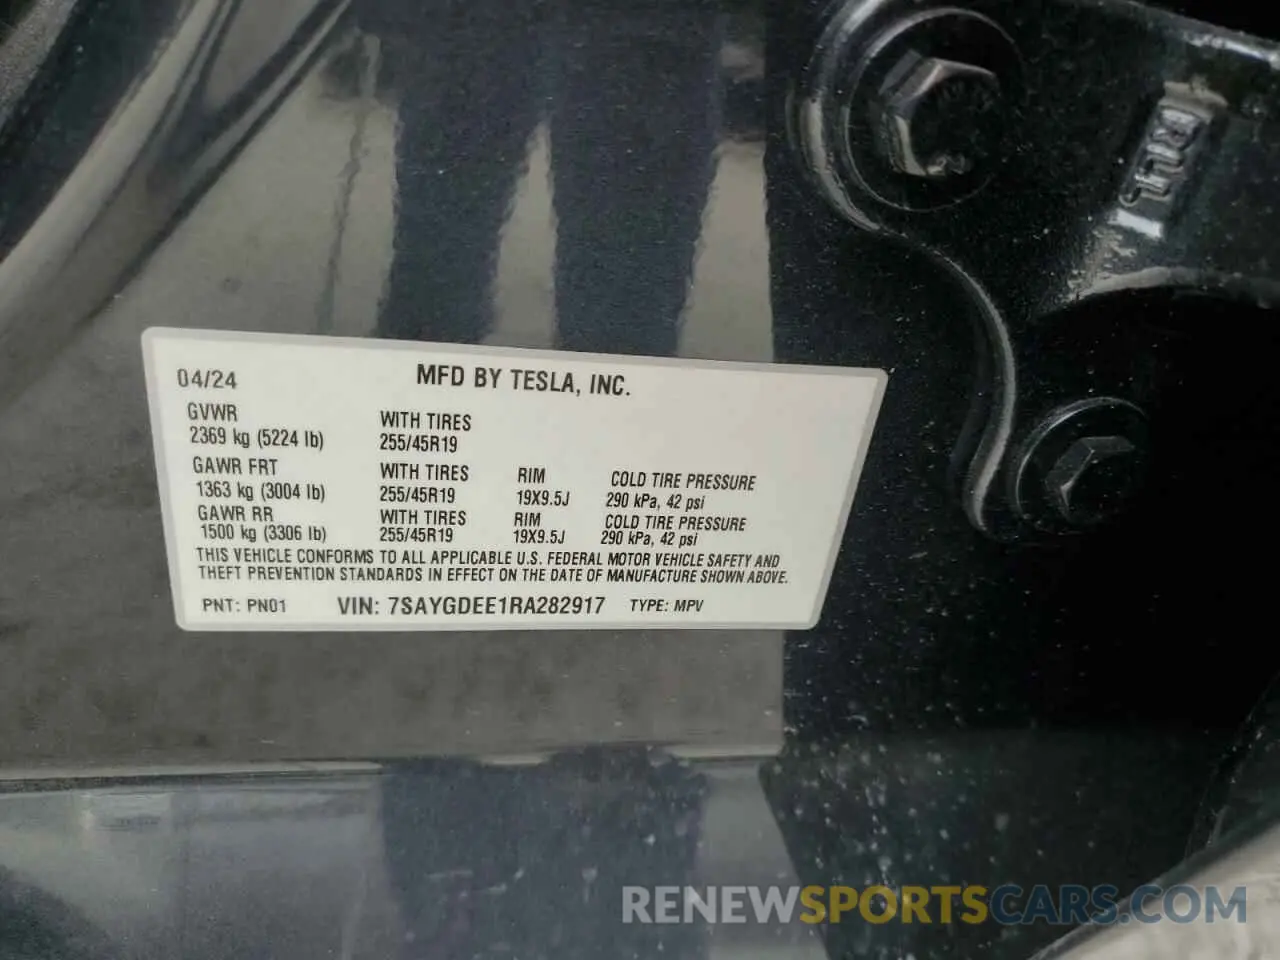 04/24 MFD BY TESLA, INC.
GVWR WITH TIRES
2369 kg (5224 lb) 255/45R19
GAWR FRT WITH TIRES RIM COLD TIRE PRESSURE
1363 kg (3004 lb) 255/45R19 19X9.5J 290 kPa, 42 psi
GAWR RR WITH TIRES RIM COLD TIRE PRESSURE
1500 kg (3306 lb) 255/45R19 19X9.5J 290 kPa, 42 psi
THIS VEHICLE CONFORMS TO ALL APPLICABLE U.S. FEDERAL MOTOR VEHICLE SAFETY AND
THEFT PREVENTION STANDARDS IN EFFECT ON THE DATE OF MANUFACTURE SHOWN ABOVE.
PNT: PN01 VIN: 7SAYGDEE1RA282917 TYPE: MPV
RENEWSPORTSCARS.COM